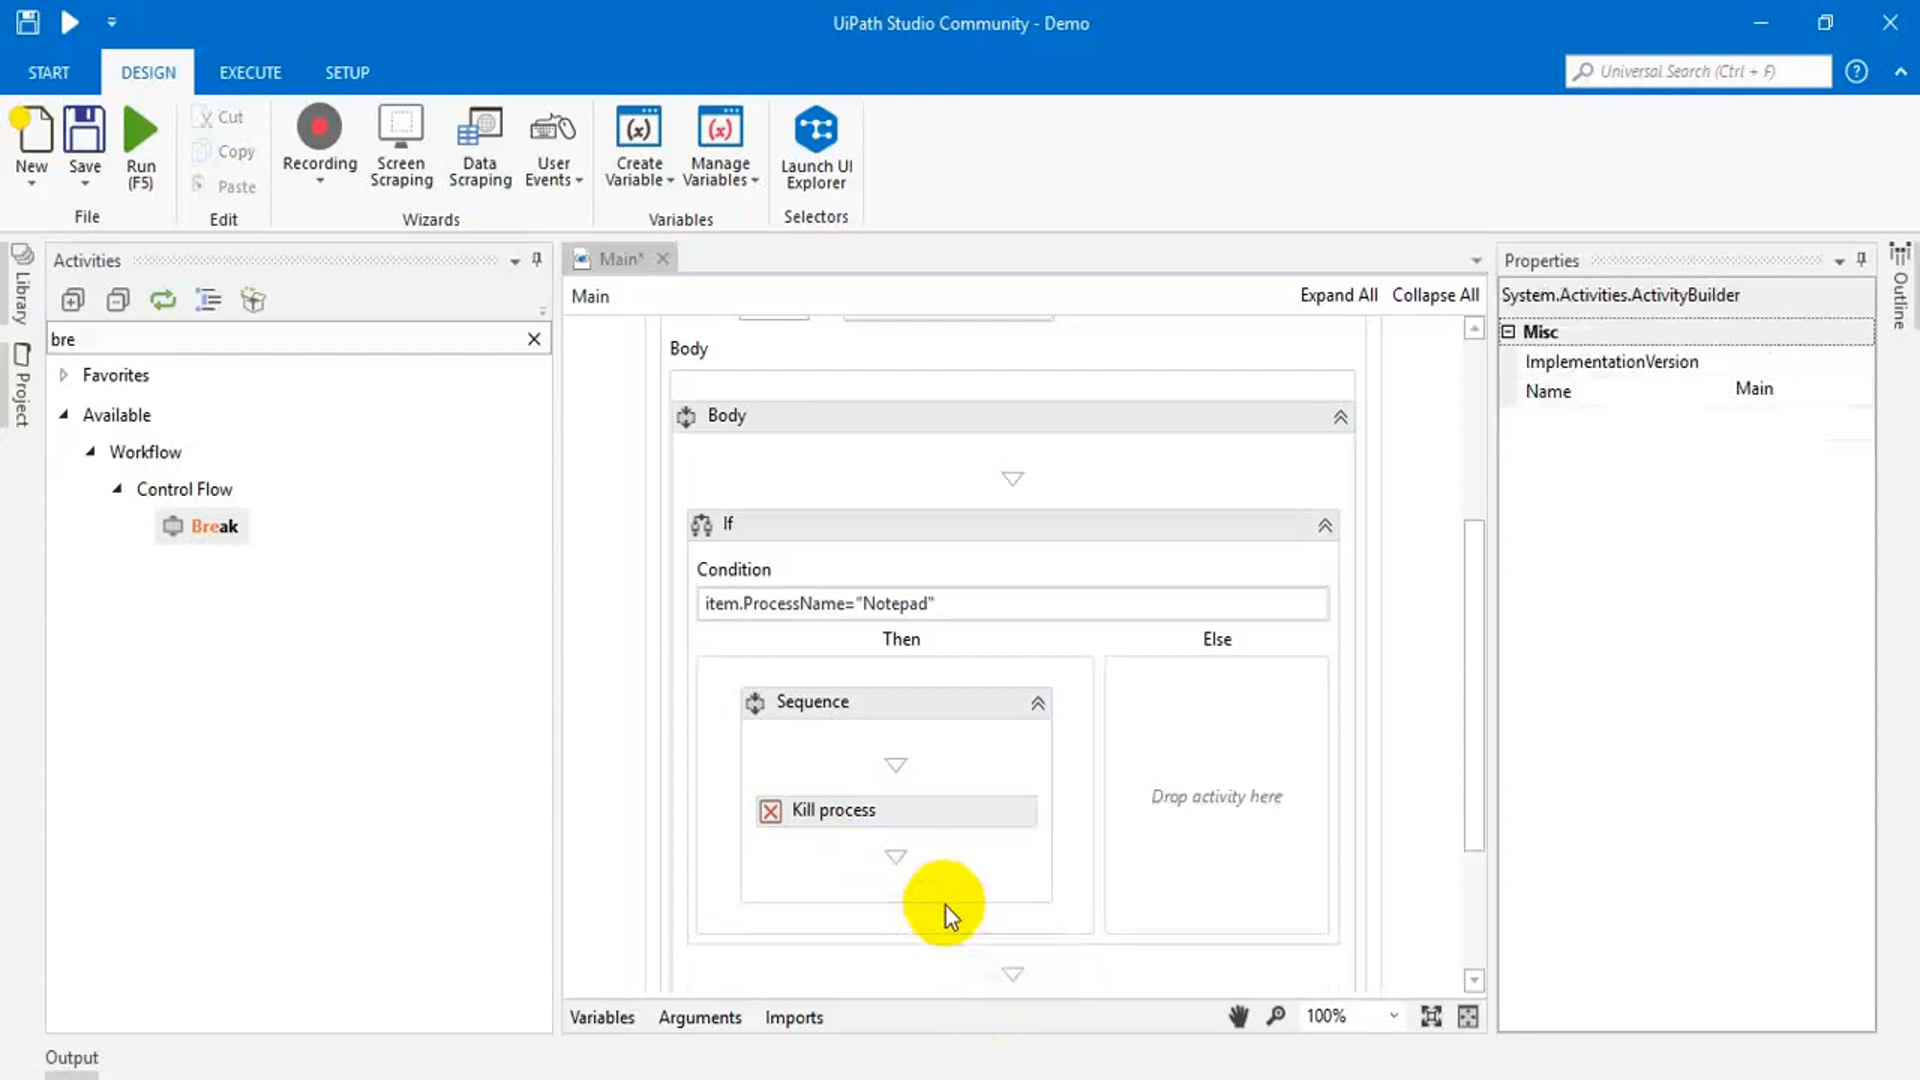 UiPath Studio Community - Demo
START
DESIGN
EXECUTE
SETUP
Universal Search (Ctrl + F)
New
Save
Run
(F5)
Cut
Copy
Paste
Recording
Screen
Scraping
Data
Scraping
User
Events
Create
Variable
Manage
Variables
Launch UI
Explorer
File
Edit
Wizards
Variables
Selectors
Library
Project
Activities
bre
Favorites
Available
Workflow
Control Flow
Break
Main*
Main
Expand All
Collapse All
Body
Body
If
Condition
item.ProcessName="Notepad"
Then
Else
Sequence
Kill process
Drop activity here
Variables
Arguments
Imports
100%
Properties
System.Activities.ActivityBuilder
Misc
ImplementationVersion
Name
Main
Outline
Output